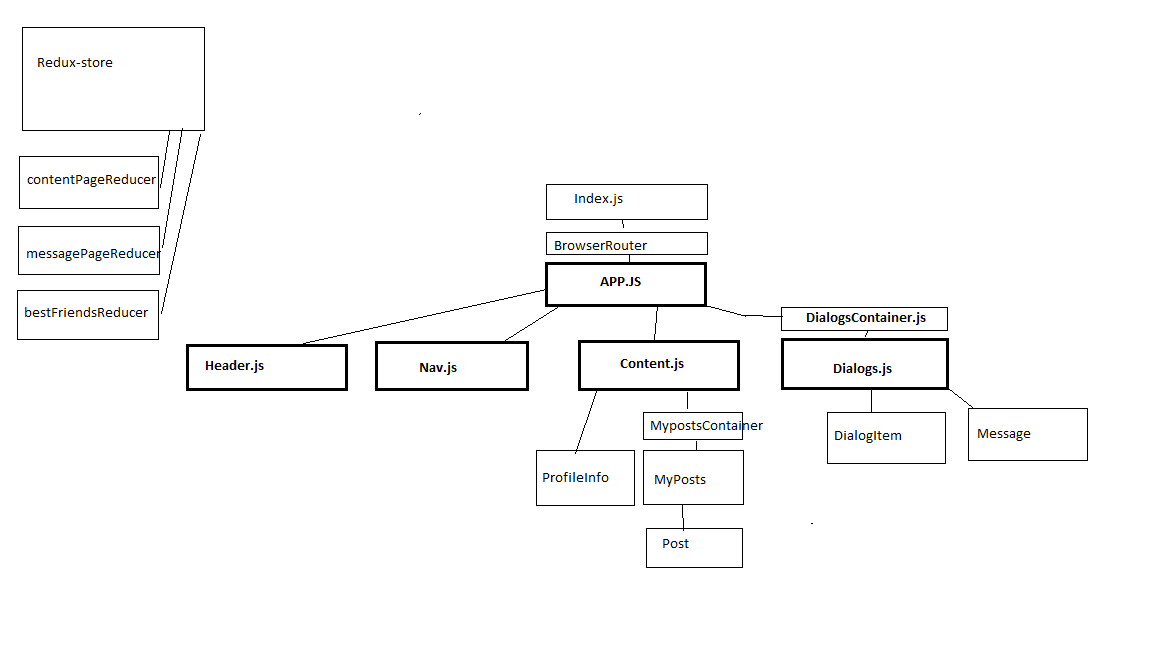 Redux-store
contentPageReducer
messagePageReducer
bestFriendsReducer
Index.js
BrowserRouter
APP.JS
Header.js
Nav.js
Content.js
DialogsContainer.js
Dialogs.js
MypostsContainer
ProfileInfo
MyPosts
Post
DialogItem
Message